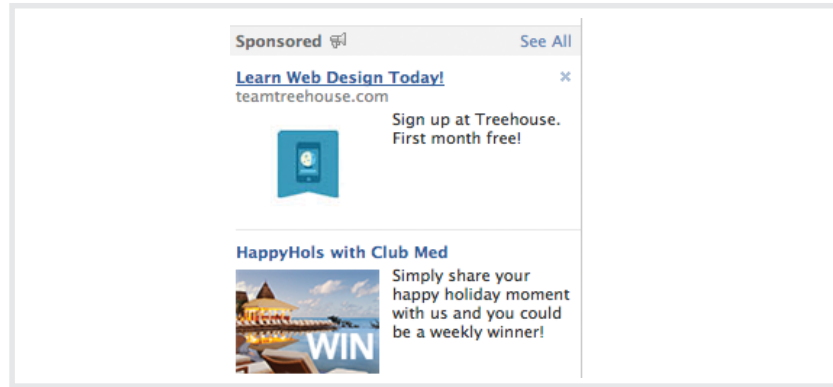 Sponsored See All
Learn Web Design Today!
teamtreehouse.com
Sign up at Treehouse.
First month free!
HappyHols with Club Med
Simply share your
happy holiday moment
with us and you could
be a weekly winner!
WIN